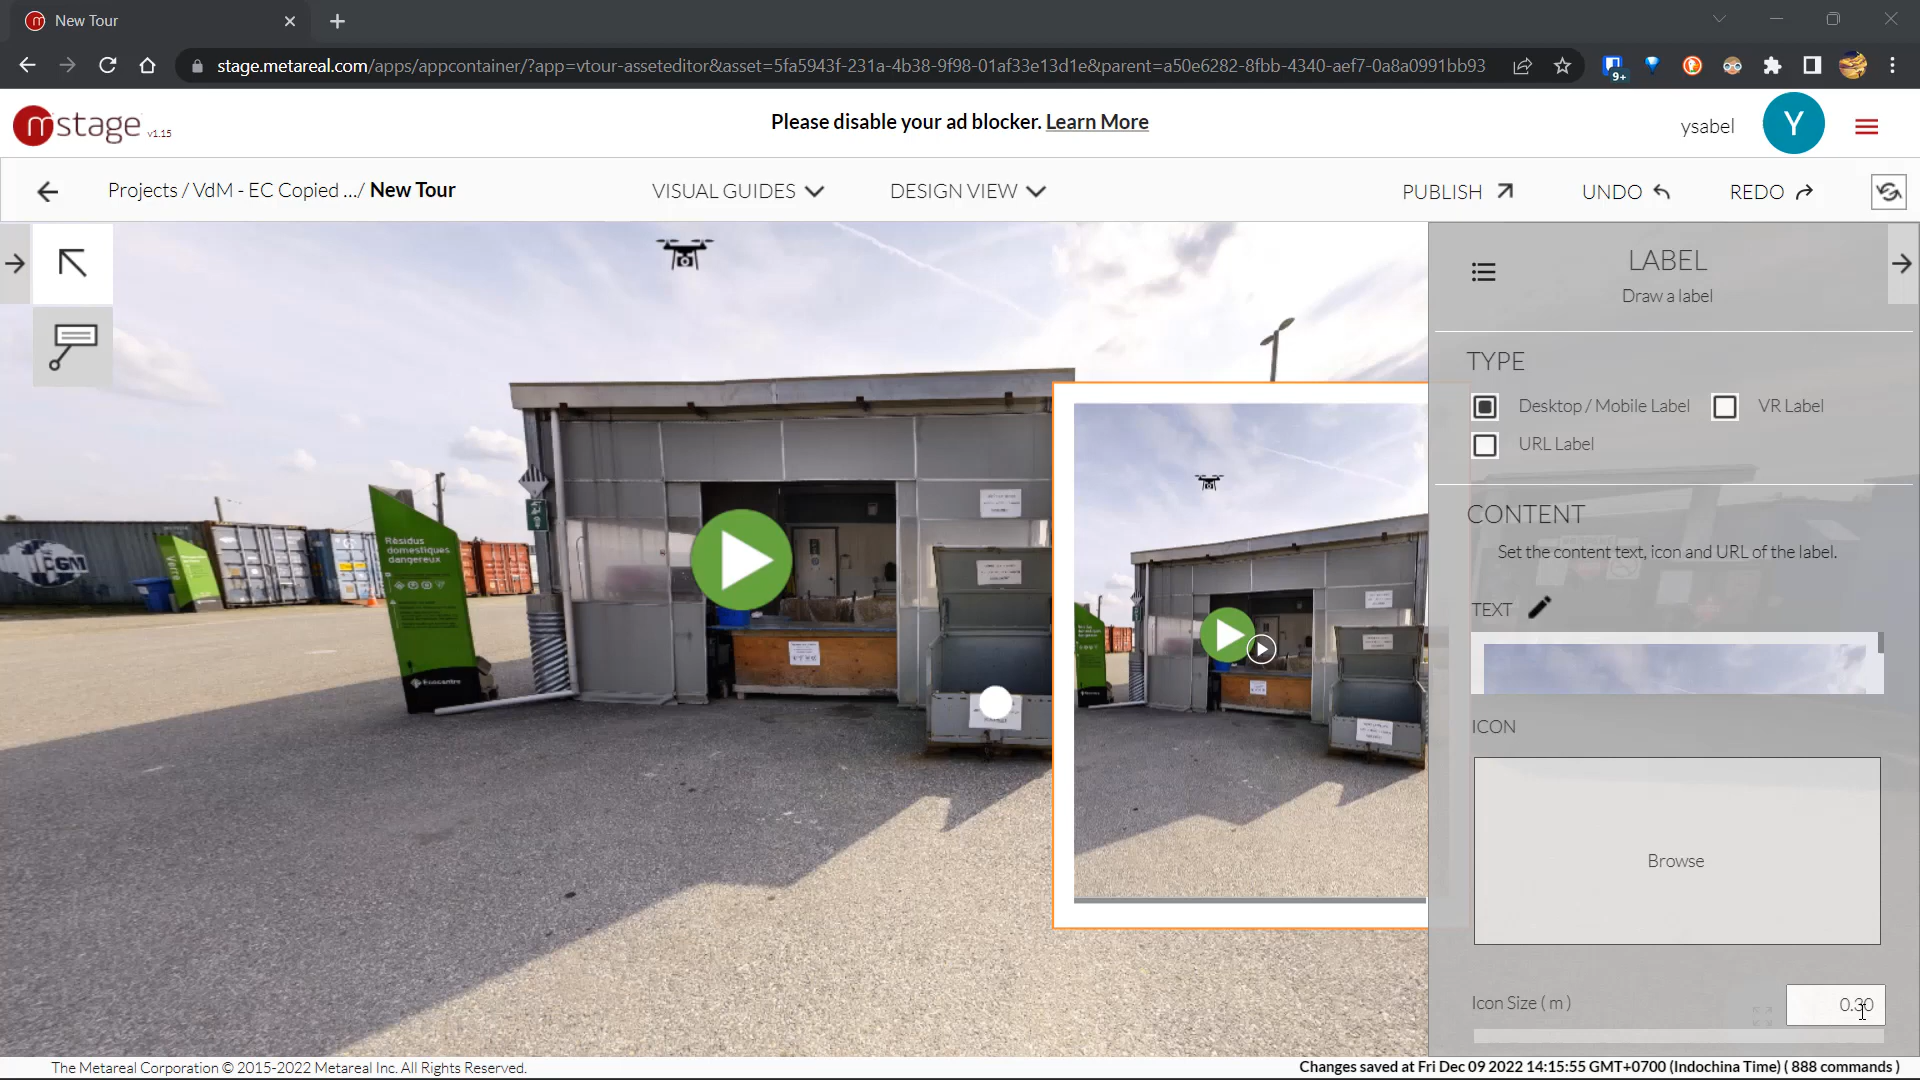 New Tour
stage.metareal.com/apps/appcontainer/?app=vtour-asseteditor&asset=5fa5943f-231a-4b38-9f98-01af33e13d1e&parent=a50e6282-8fbb-4340-aef7-0a8a0991bb93
9+
mstage v1.15
Please disable your ad blocker. Learn More
ysabel
Y
Projects / VdM - EC Copied .../ New Tour
VISUAL GUIDES
DESIGN VIEW
PUBLISH
UNDO
REDO
LABEL
Draw a label
TYPE
Desktop / Mobile Label
VR Label
URL Label
CONTENT
Set the content text, icon and URL of the label.
TEXT
ICON
Browse
Icon Size ( m )
0.30
CGM
Verre
Résidus
domestiques
dangereux
Écocentre
The Metareal Corporation © 2015-2022 Metareal Inc. All Rights Reserved.
Changes saved at Fri Dec 09 2022 14:15:55 GMT+0700 (Indochina Time) ( 888 commands )